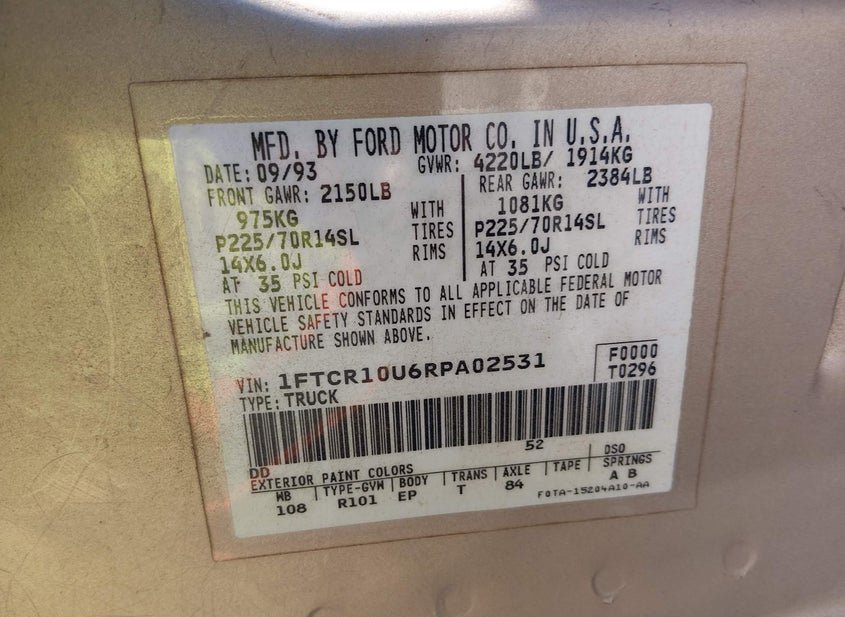 MFD. BY FORD MOTOR CO. IN U.S.A.
DATE: 09/93 GVWR: 4220LB/ 1914KG
FRONT GAWR: 2150LB REAR GAWR: 2384LB
975KG WITH 1081KG WITH
P225/70R14SL TIRES P225/70R14SL TIRES
14X6.0J RIMS 14X6.0J RIMS
AT 35 PSI COLD AT 35 PSI COLD
THIS VEHICLE CONFORMS TO ALL APPLICABLE FEDERAL MOTOR
VEHICLE SAFETY STANDARDS IN EFFECT ON THE DATE OF
MANUFACTURE SHOWN ABOVE.
VIN: 1FTCR10U6RPA02531 F0000
TYPE: TRUCK T0296
DD 52 DSO
EXTERIOR PAINT COLORS
WB TYPE-GVW BODY TRANS AXLE TAPE SPRINGS
108 R101 EP T 84 A B
F0TA-15204A10-AA